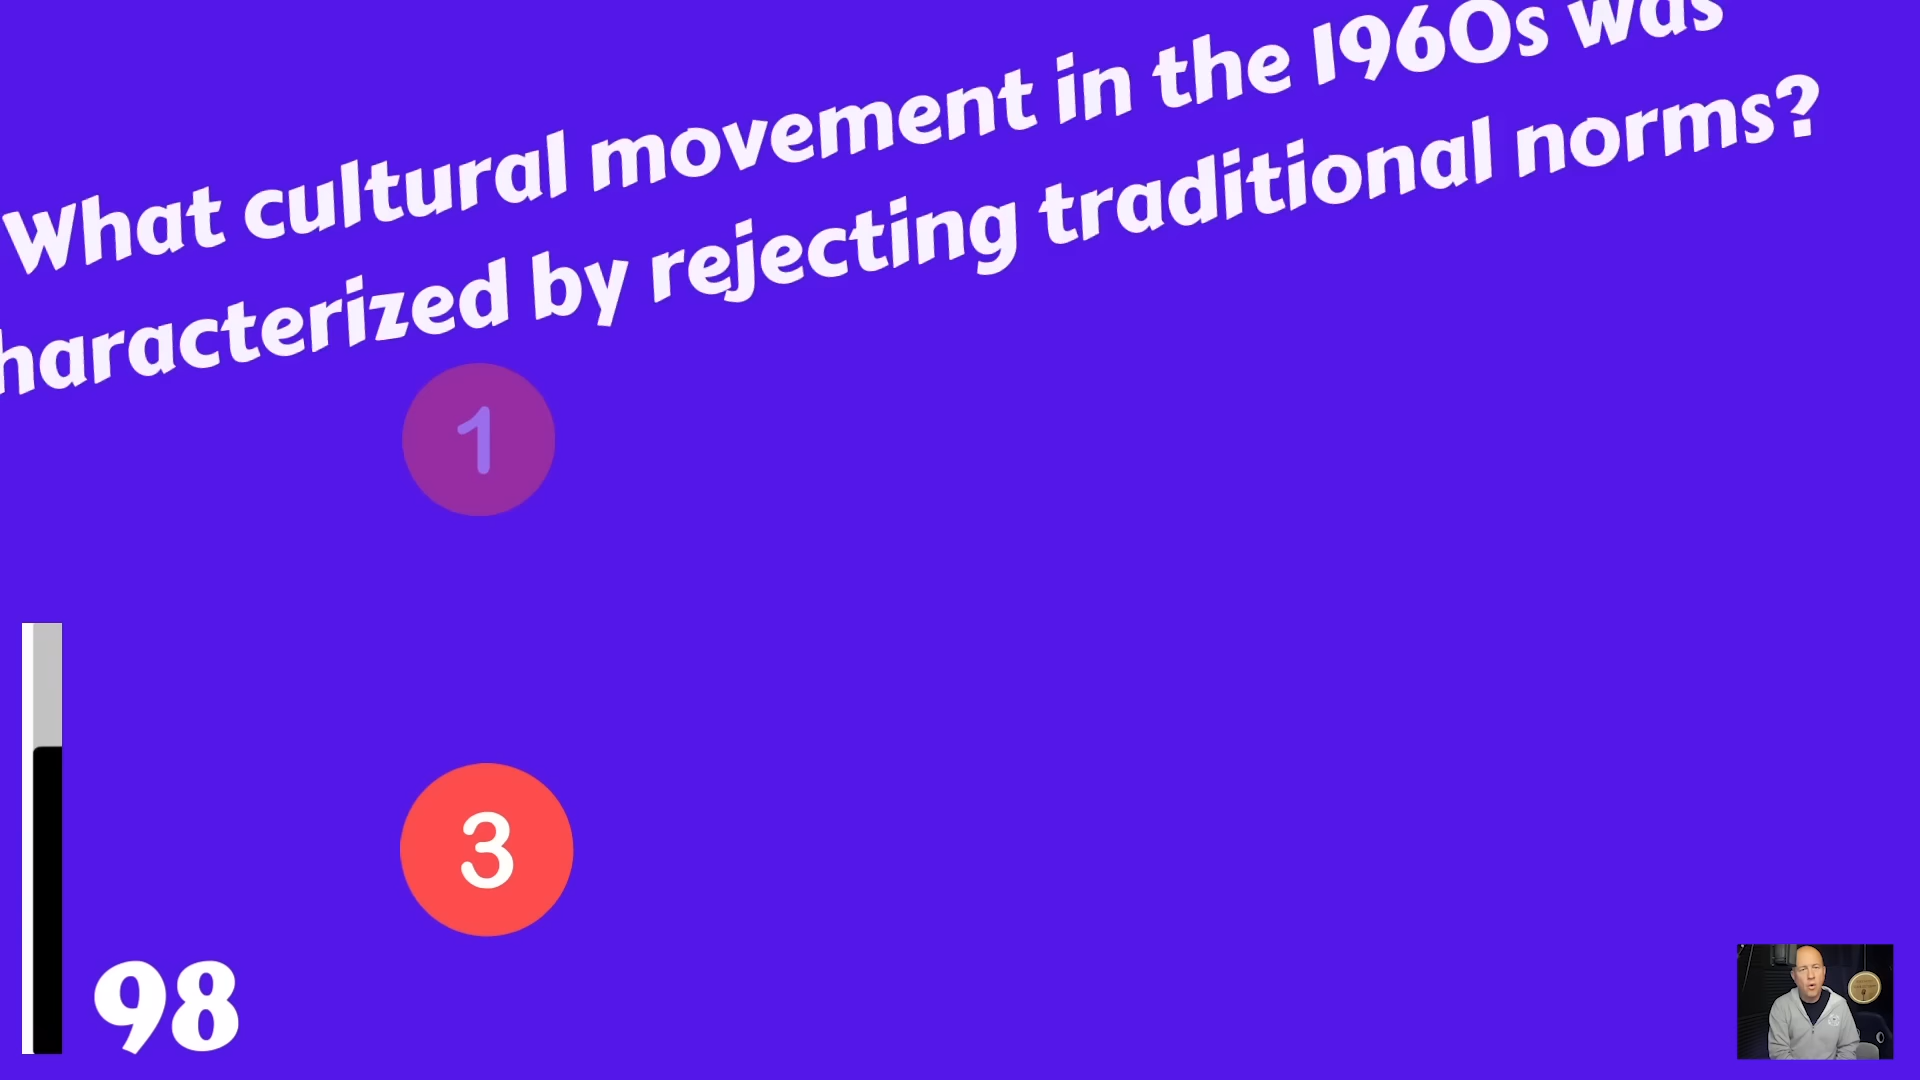 What cultural movement in the 1960s was
haracterized by rejecting traditional norms?
1
3
98